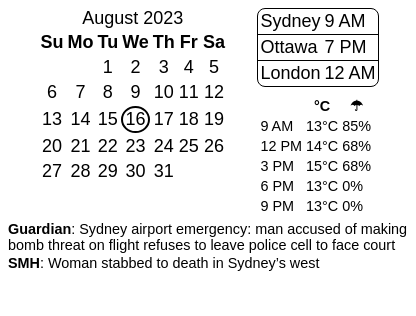 August 2023
Su Mo Tu We Th Fr Sa
1 2 3 4 5
6 7 8 9 10 11 12
13 14 15 16 17 18 19
20 21 22 23 24 25 26
27 28 29 30 31
Sydney 9 AM
Ottawa 7 PM
London 12 AM
°C ☂
9 AM 13°C 85%
12 PM 14°C 68%
3 PM 15°C 68%
6 PM 13°C 0%
9 PM 13°C 0%
Guardian: Sydney airport emergency: man accused of making
bomb threat on flight refuses to leave police cell to face court
SMH: Woman stabbed to death in Sydney’s west